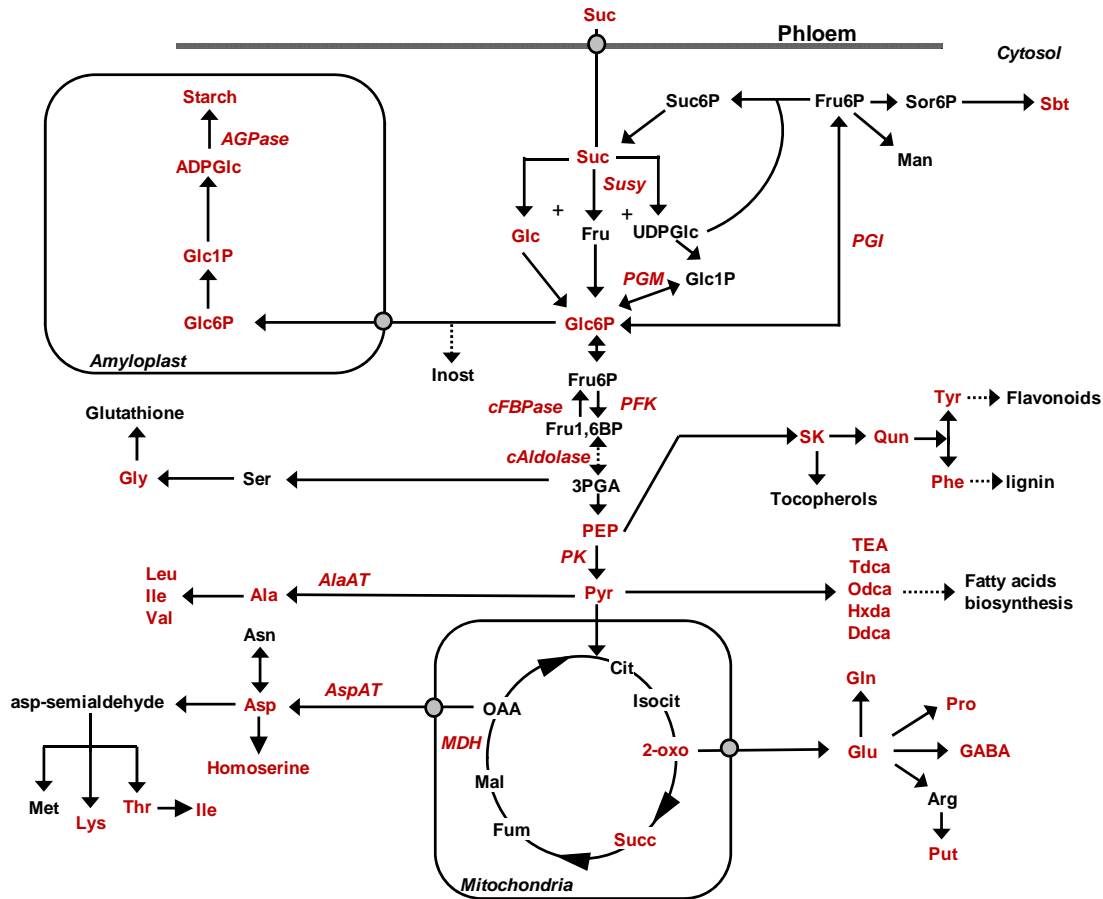 Suc
Phloem
Cytosol
Starch
AGPase
ADPGlc
Glc1P
Glc6P
Amyloplast
Suc6P
Fru6P
Sor6P
Sbt
Man
Suc
Susy
+
+
Glc
Fru
UDPGlc
PGI
PGM
Glc1P
Glc6P
Inost
Fru6P
cFBPase
PFK
Fru1,6BP
cAldolase
3PGA
Glutathione
Gly
Ser
Tyr
Flavonoids
SK
Qun
Phe
lignin
Tocopherols
PEP
PK
Pyr
AlaAT
Ala
Leu
Ile
Val
TEA
Tdca
Odca
Hxda
Ddca
Fatty acids
biosynthesis
Asn
asp-semialdehyde
Asp
AspAT
Homoserine
Met
Lys
Thr
Ile
Cit
Isocit
OAA
MDH
2-oxo
Mal
Fum
Succ
Mitochondria
Gln
Pro
Glu
GABA
Arg
Put